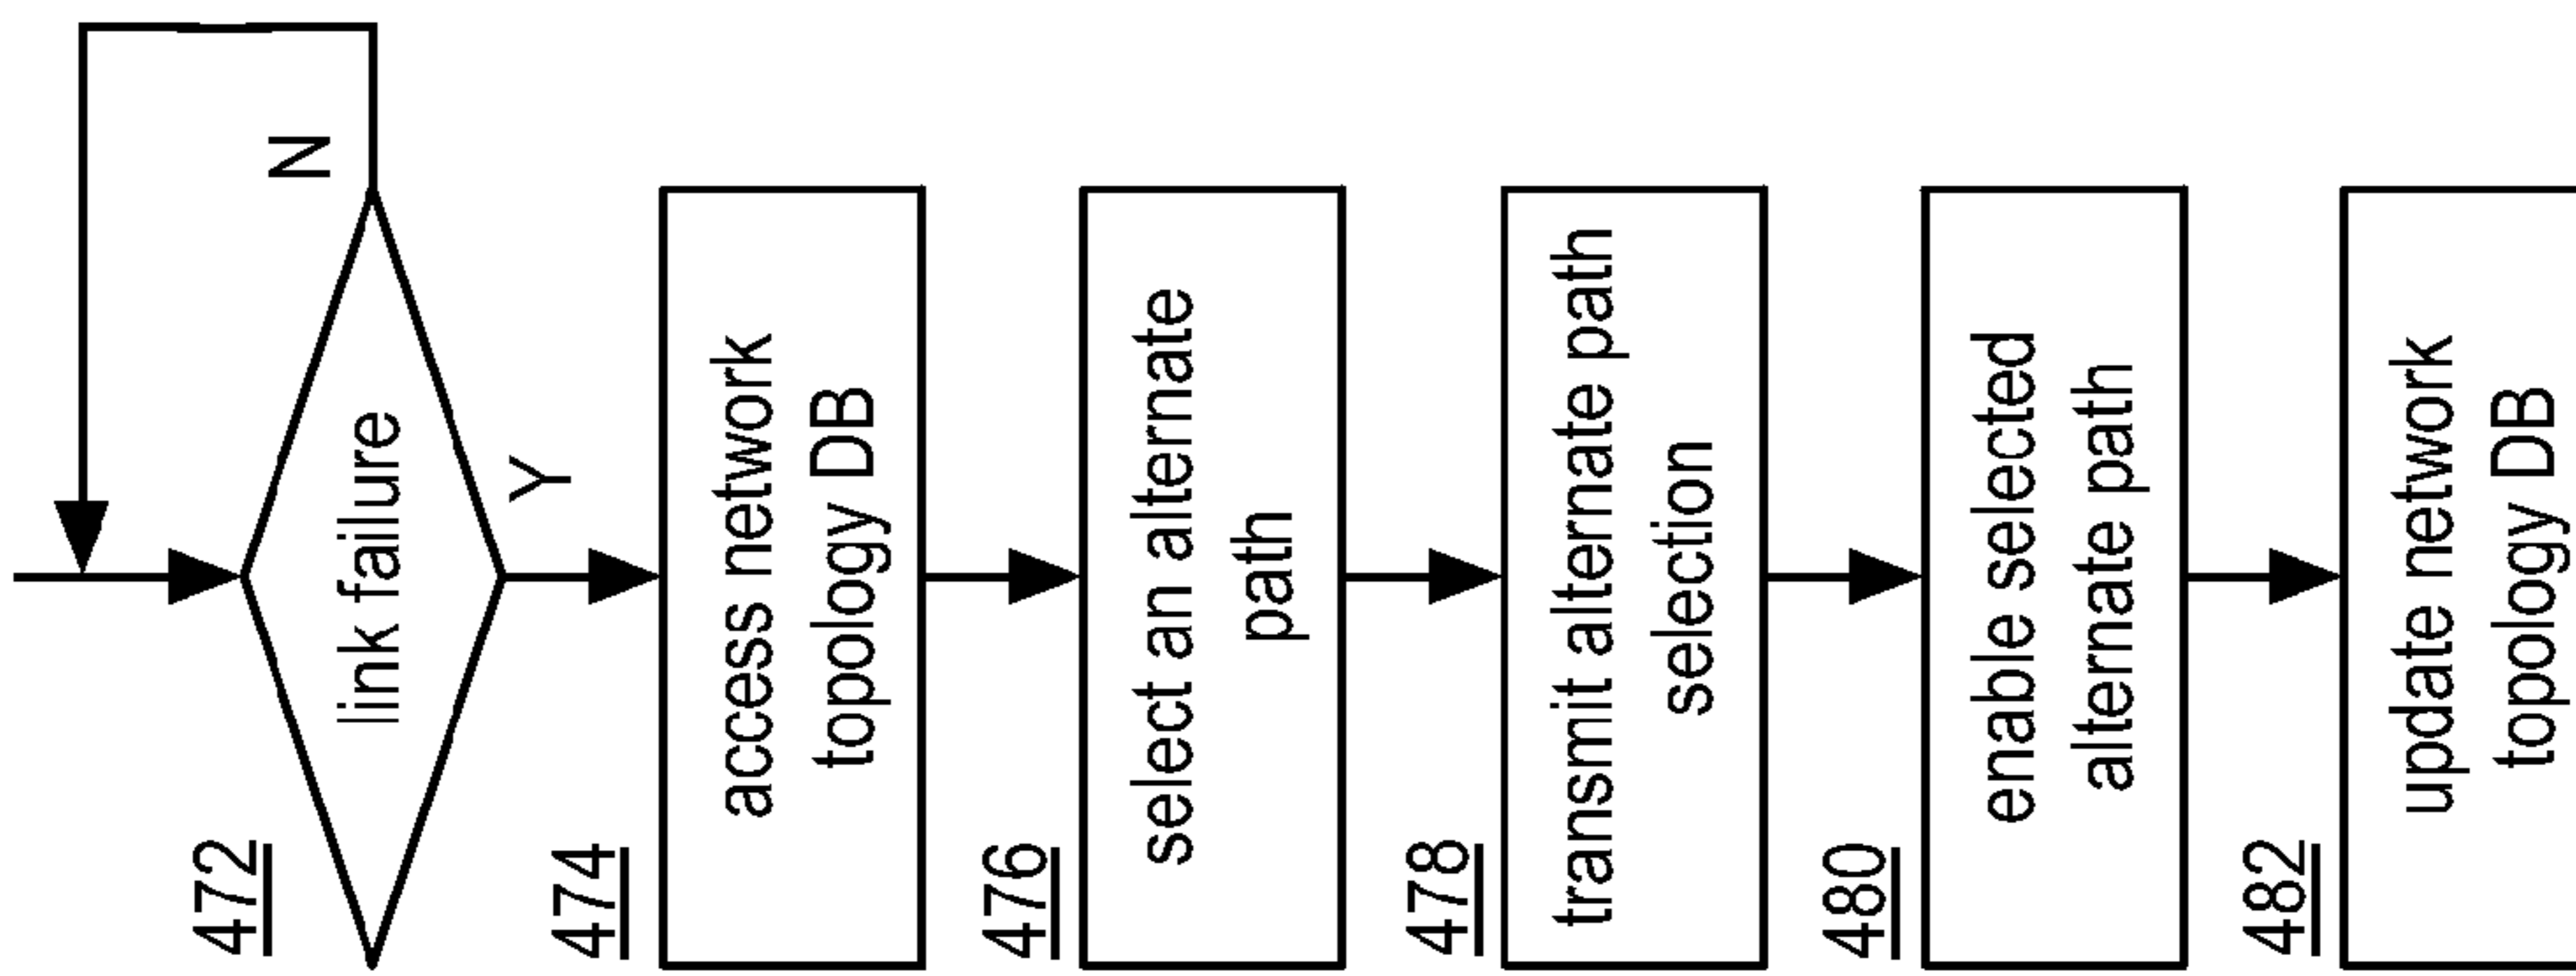 472
link failure
N
Y
474
access network
topology DB
476
select an alternate
path
478
transmit alternate path
selection
480
enable selected
alternate path
482
update network
topology DB